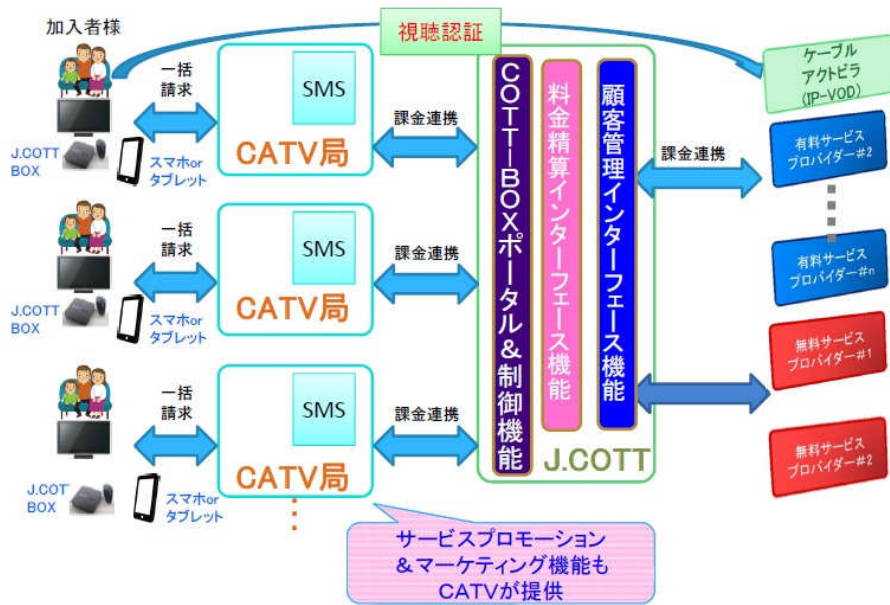 加入者様
視聴認証
ケーブル
アクトビラ
(IP-VOD)
一括
請求
SMS
CATV局
J.COTT
BOX
スマホor
タブレット
課金連携
COTT-BOXポータル&制御機能
料金精算インターフェース機能
顧客管理インターフェース機能
J.COTT
課金連携
有料サービス
プロバイダー#2
有料サービス
プロバイダー#n
無料サービス
プロバイダー#1
無料サービス
プロバイダー#2
一括
請求
SMS
CATV局
J.COTT
BOX
スマホor
タブレット
課金連携
一括
請求
SMS
CATV局
J.COT
BOX
スマホor
タブレット
課金連携
サービスプロモーション
&マーケティング機能も
CATVが提供